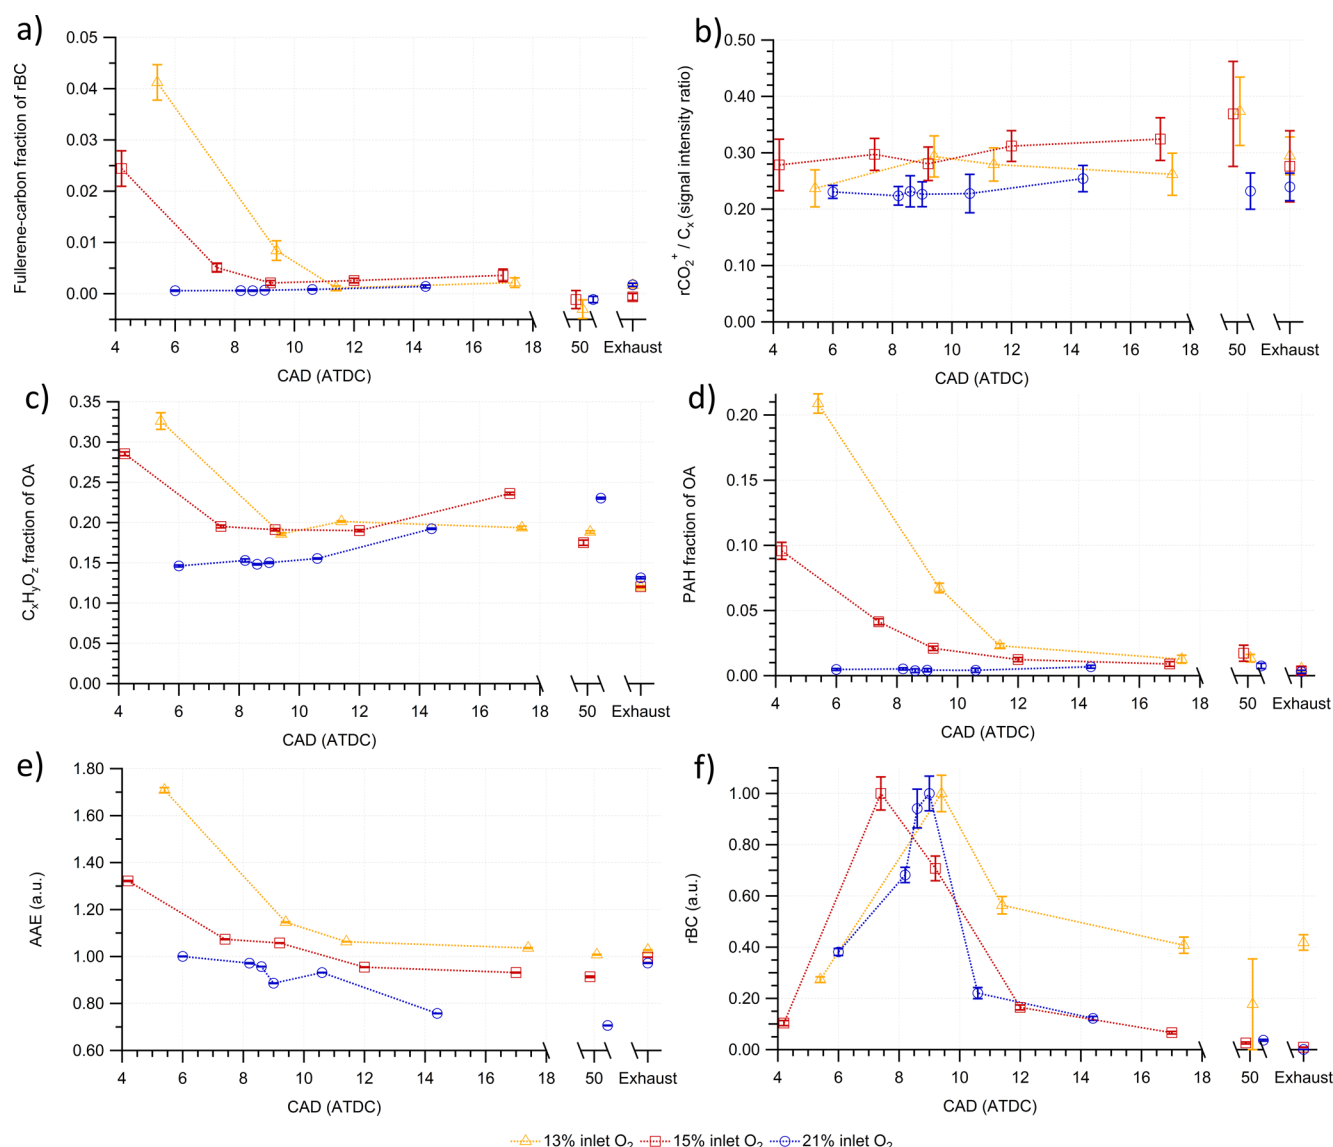 a)
0.05
0.04
0.03
0.02
0.01
0.00
Fullerene-carbon fraction of rBC
4 6 8 10 12 14 16 18 50 Exhaust
CAD (ATDC)
b)
0.50
0.40
0.30
0.20
0.10
0.00
rCO₂⁺ / Cₓ (signal intensity ratio)
4 6 8 10 12 14 16 18 50 Exhaust
CAD (ATDC)
c)
0.35
0.30
0.25
0.20
0.15
0.10
0.05
0.00
CₓHᵧO_z fraction of OA
4 6 8 10 12 14 16 18 50 Exhaust
CAD (ATDC)
d)
0.20
0.15
0.10
0.05
0.00
PAH fraction of OA
4 6 8 10 12 14 16 18 50 Exhaust
CAD (ATDC)
e)
1.80
1.60
1.40
1.20
1.00
0.80
0.60
AAE (a.u.)
4 6 8 10 12 14 16 18 50 Exhaust
CAD (ATDC)
f)
1.00
0.80
0.60
0.40
0.20
0.00
rBC (a.u.)
4 6 8 10 12 14 16 18 50 Exhaust
CAD (ATDC)
13% inlet O₂ 15% inlet O₂ 21% inlet O₂